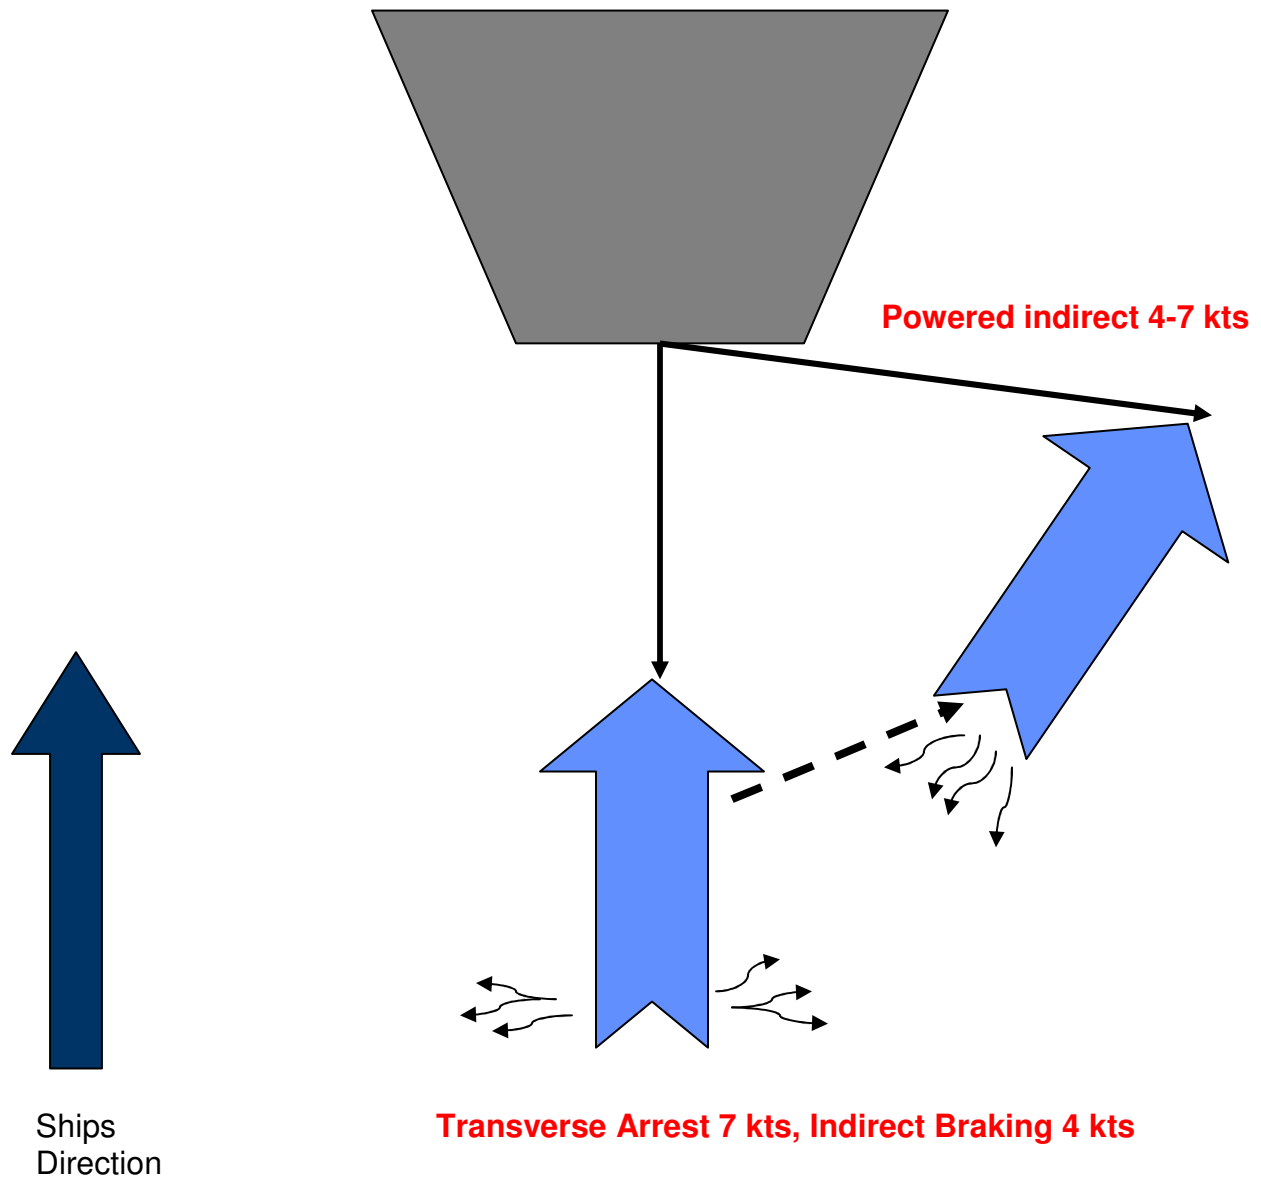 Powered indirect 4-7 kts
Ships
Direction
Transverse Arrest 7 kts, Indirect Braking 4 kts